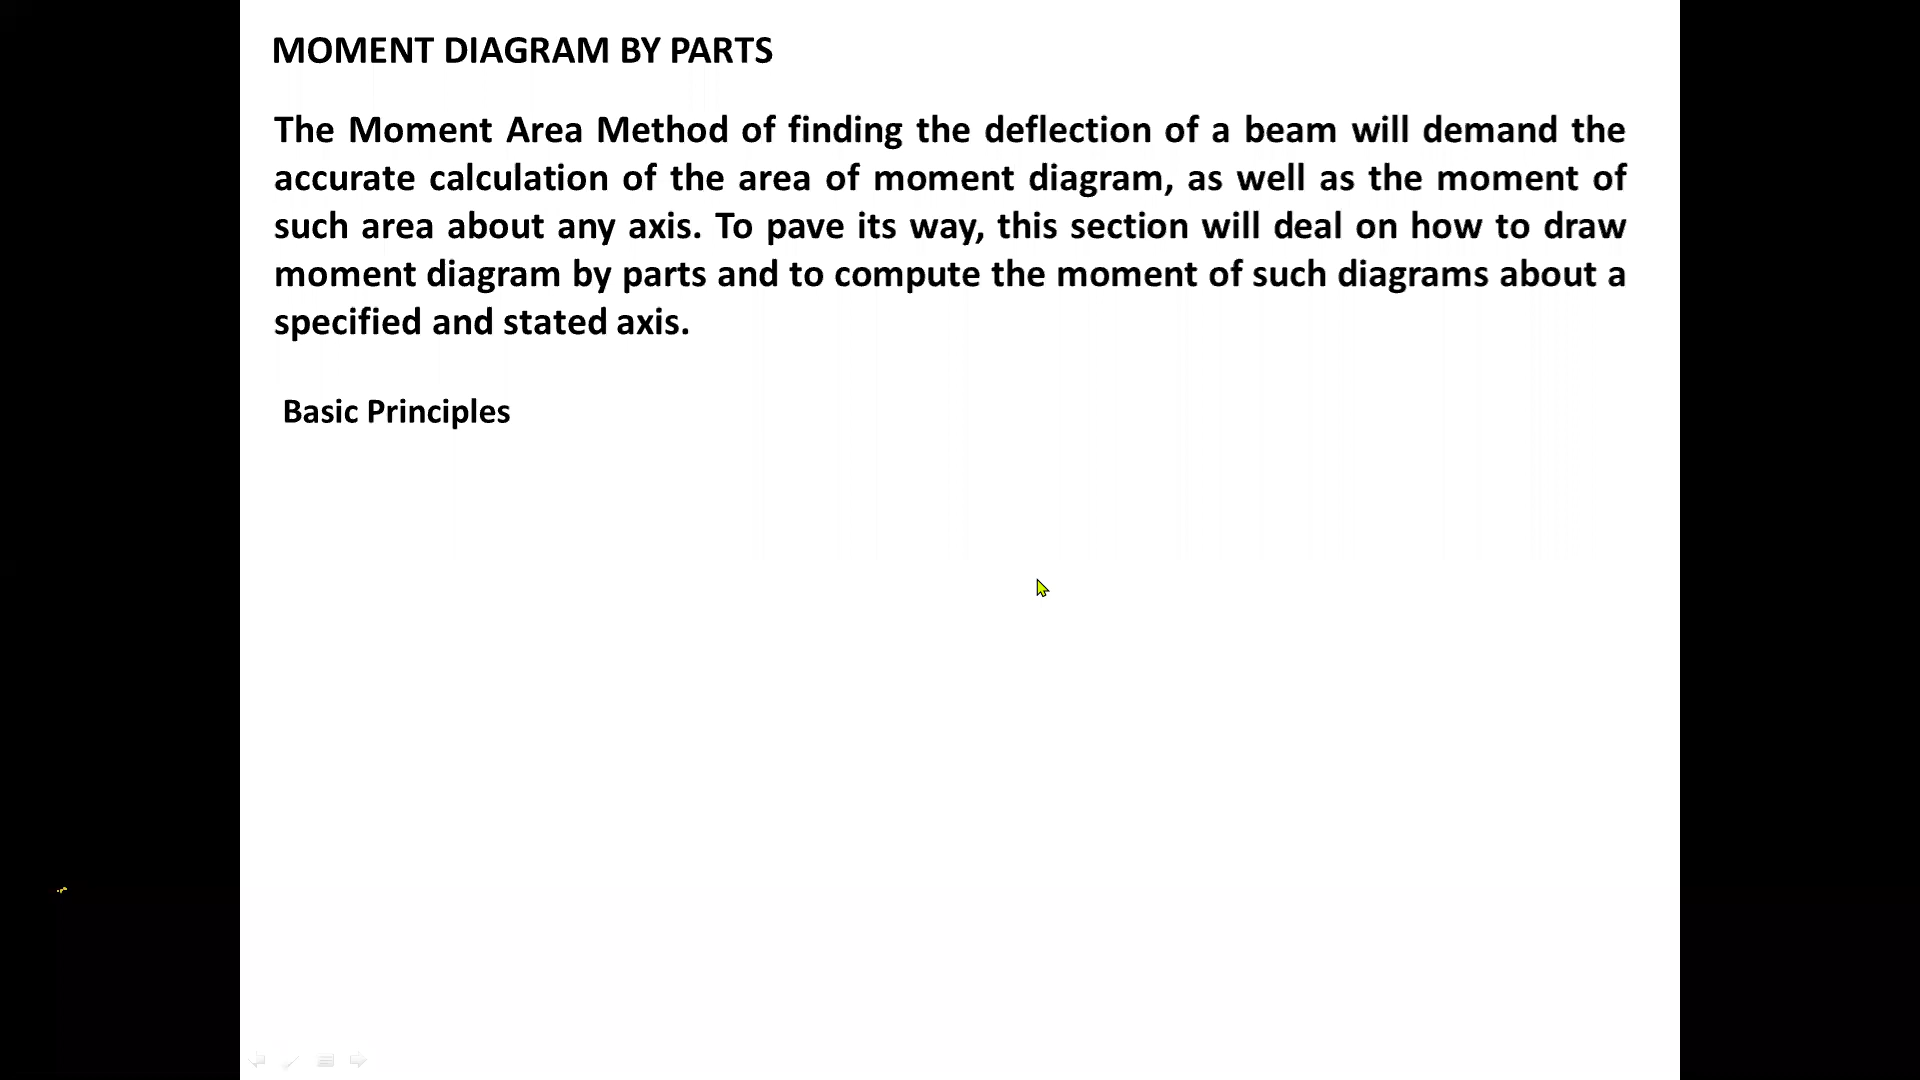 MOMENT DIAGRAM BY PARTS
The Moment Area Method of finding the deflection of a beam will demand the
accurate calculation of the area of moment diagram, as well as the moment of
such area about any axis. To pave its way, this section will deal on how to draw
moment diagram by parts and to compute the moment of such diagrams about a
specified and stated axis.
Basic Principles